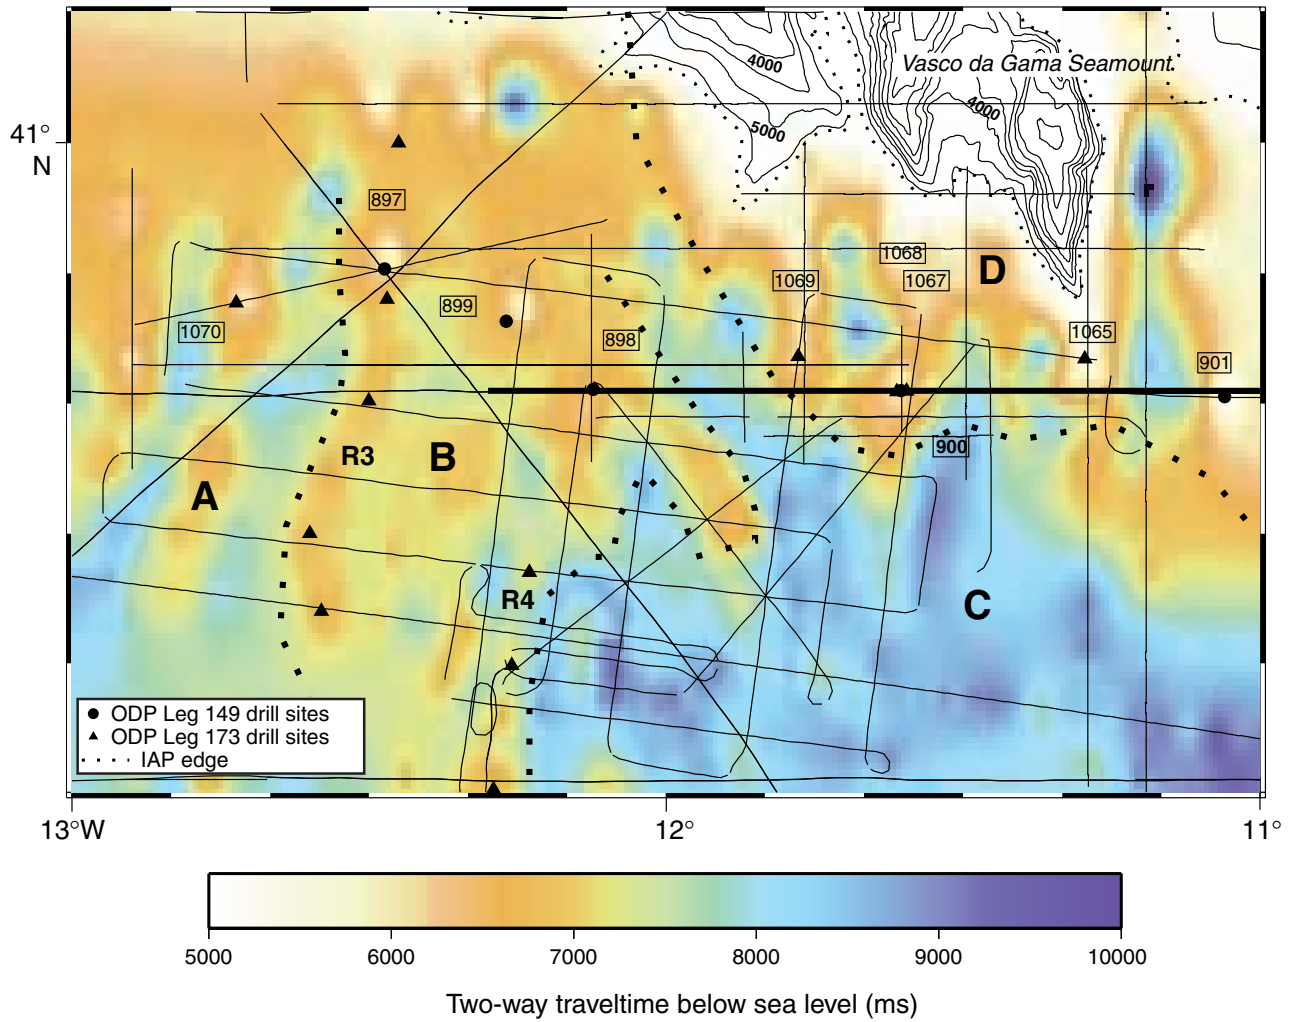 4000
Vasco da Gama Seamount
4000
5000
41°
N
897
1068
D
1069
1067
899
1070
898
1065
901
R3
B
900
A
R4
C
ODP Leg 149 drill sites
ODP Leg 173 drill sites
IAP edge
13°W
12°
11°
5000
6000
7000
8000
9000
10000
Two-way traveltime below sea level (ms)